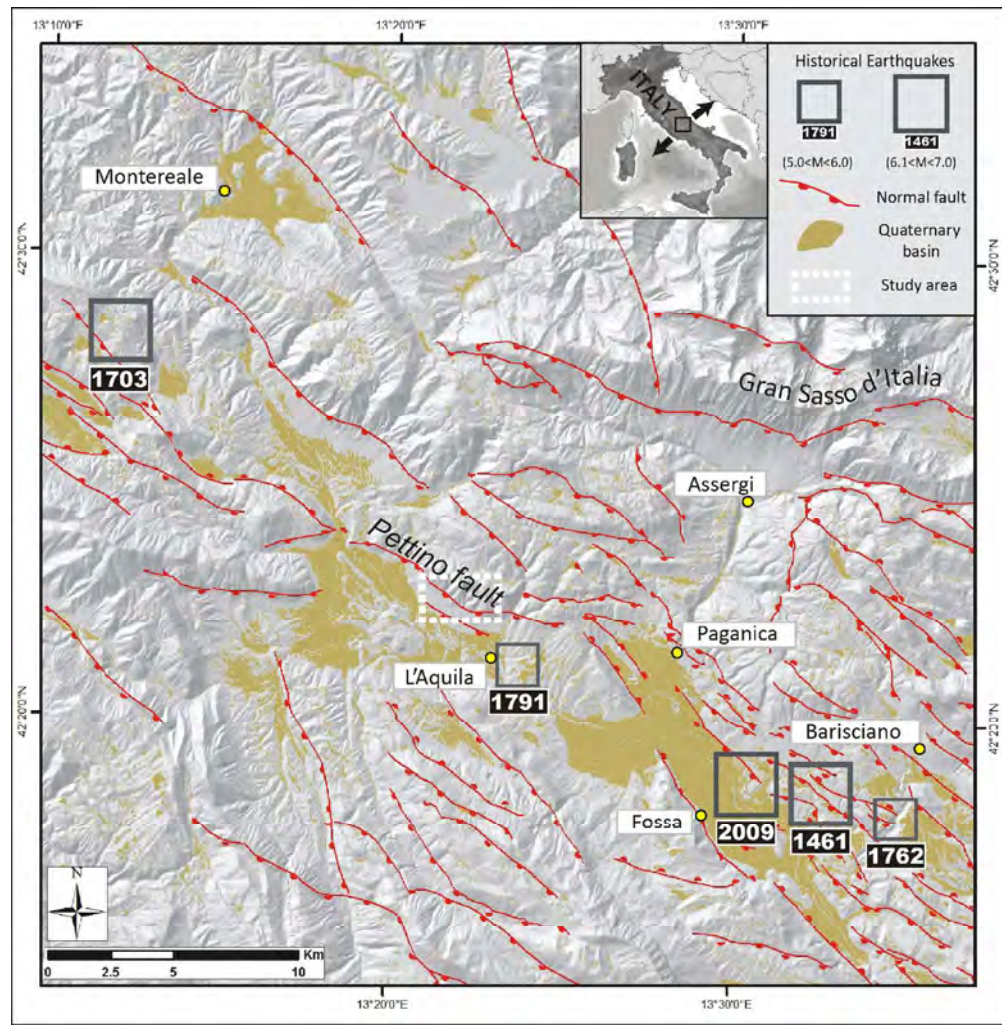 13°10'0"E
13°20'0"E
13°30'0"E
ITALY
Historical Earthquakes
1791
1461
(5.0<M<6.0)
(6.1<M<7.0)
Normal fault
Quaternary
basin
Study area
Montereale
42°30'0"N
42°30'0"N
1703
Gran Sasso d'Italia
Assergi
Pettino fault
Paganica
L'Aquila
1791
42°20'0"N
42°20'0"N
Barisciano
Fossa
2009
1461
1762
N
Km
0
2.5
5
10
13°20'0"E
13°30'0"E